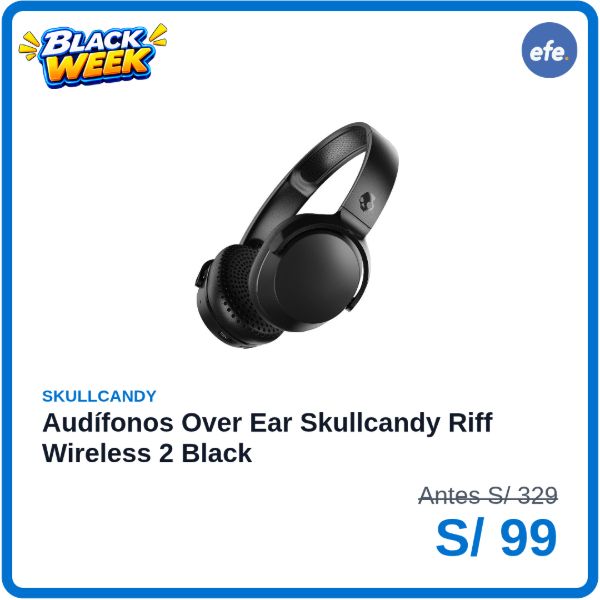 BLACK
WEEK
efe.
SKULLCANDY
Audífonos Over Ear Skullcandy Riff
Wireless 2 Black
Antes S/ 329
S/ 99